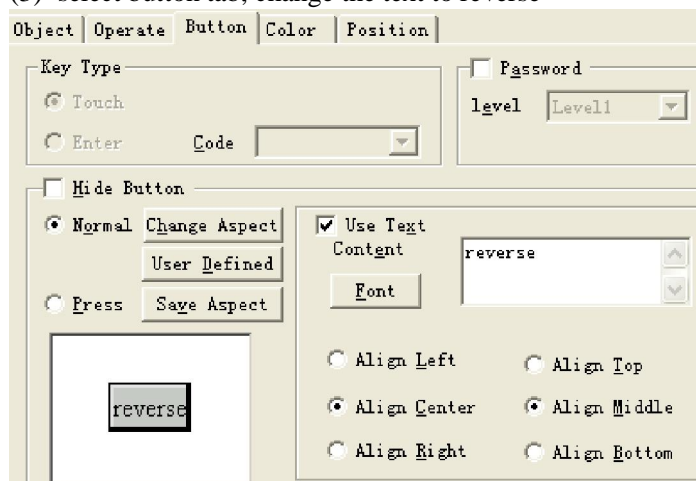 (3) select button tab, change the text to reverse
Object Operate Button Color Position
Key Type
Touch
Enter Code
Password
level Level1
Hide Button
Normal Change Aspect
User Defined
Press Save Aspect
reverse
Use Text
Content reverse
Font
Align Left Align Top
Align Center Align Middle
Align Right Align Bottom